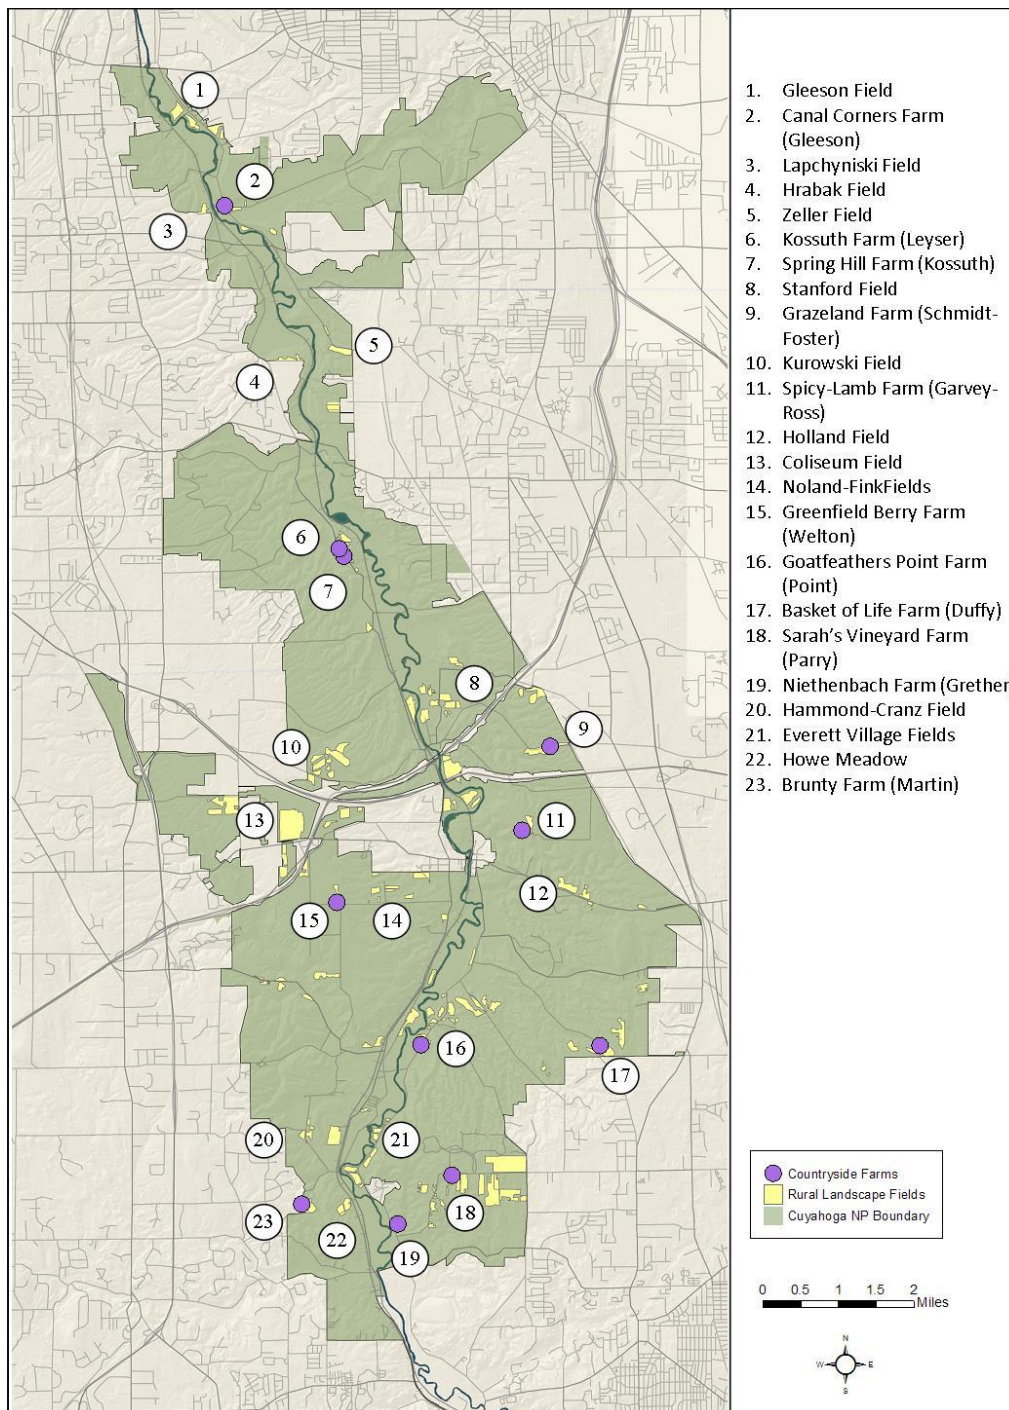 1
2
3
5
4
6
7
8
9
10
13
11
12
15
14
16
17
20
21
18
23
22
19
1. Gleeson Field
2. Canal Corners Farm
(Gleeson)
3. Lapchyniski Field
4. Hrabak Field
5. Zeller Field
6. Kossuth Farm (Leyser)
7. Spring Hill Farm (Kossuth)
8. Stanford Field
9. Grazeland Farm (Schmidt-
Foster)
10. Kurowski Field
11. Spicy-Lamb Farm (Garvey-
Ross)
12. Holland Field
13. Coliseum Field
14. Noland-FinkFields
15. Greenfield Berry Farm
(Welton)
16. Goatfeathers Point Farm
(Point)
17. Basket of Life Farm (Duffy)
18. Sarah's Vineyard Farm
(Parry)
19. Niethenbach Farm (Grether
20. Hammond-Cranz Field
21. Everett Village Fields
22. Howe Meadow
23. Brunty Farm (Martin)
Countryside Farms
Rural Landscape Fields
Cuyahoga NP Boundary
0 0.5 1 1.5 2
Miles
N
W E
S